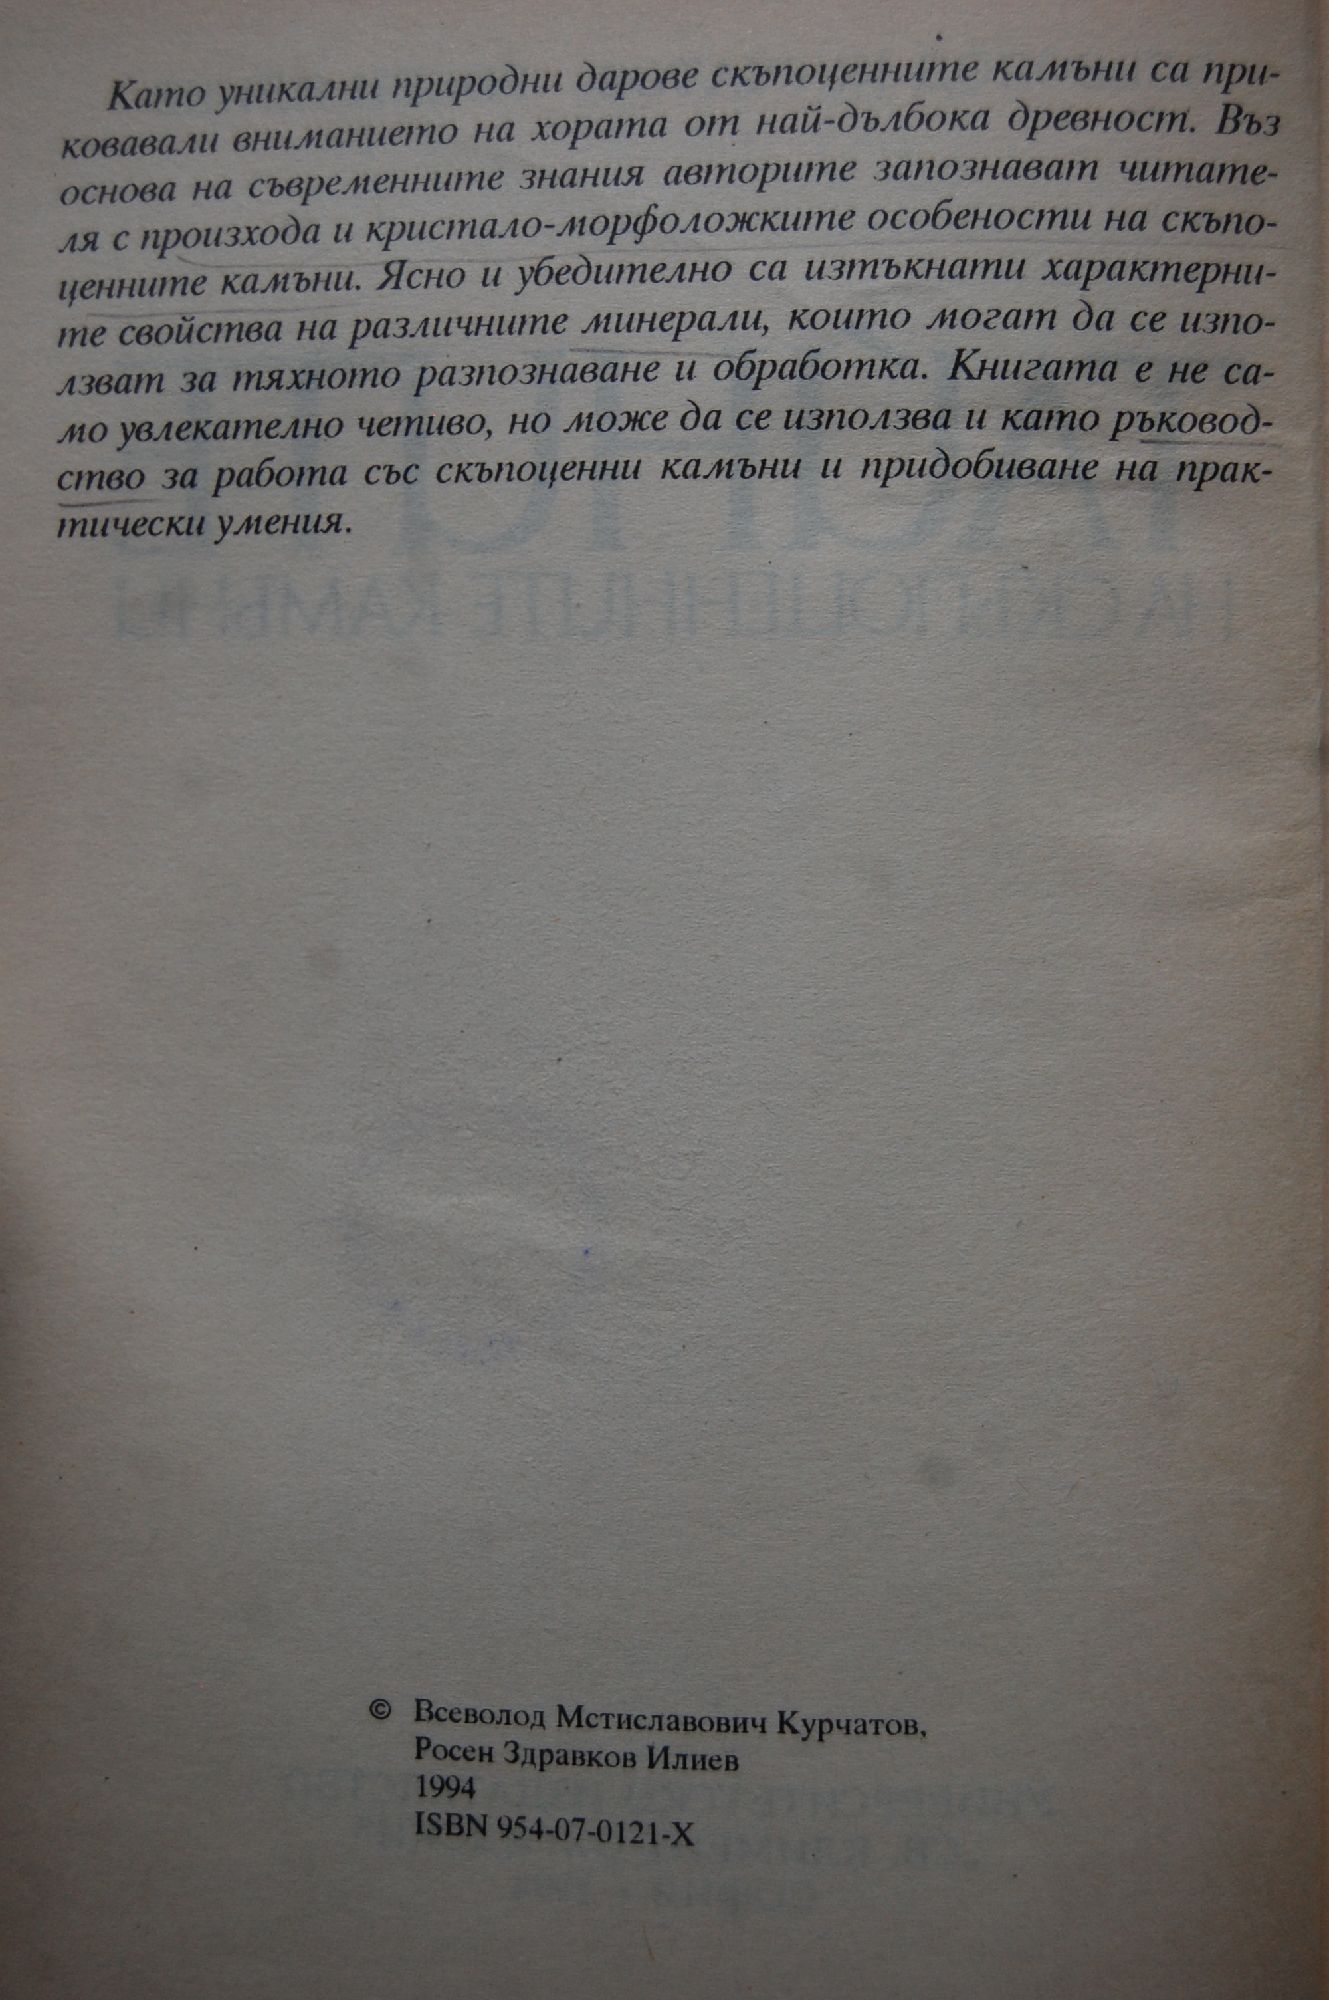 Като уникални природни дарове скъпоценните камъни са при-
ковавали вниманието на хората от най-дълбока древност. Въз
основа на съвременните знания авторите запознават читате-
ля с произхода и кристало-морфоложките особености на скъпо-
ценните камъни. Ясно и убедително са изтъкнати характерни-
те свойства на различните минерали, които могат да се изпо-
лзват за тяхното разпознаване и обработка. Книгата е не са-
мо увлекателно четиво, но може да се използва и като ръковод-
ство за работа със скъпоценни камъни и придобиване на прак-
тически умения.
НА СКЪПОЦЕННИТЕ КАМЪНИ
© Всеволод Мстиславович Курчатов,
Росен Здравков Илиев
1994
ISBN 954-07-0121-X